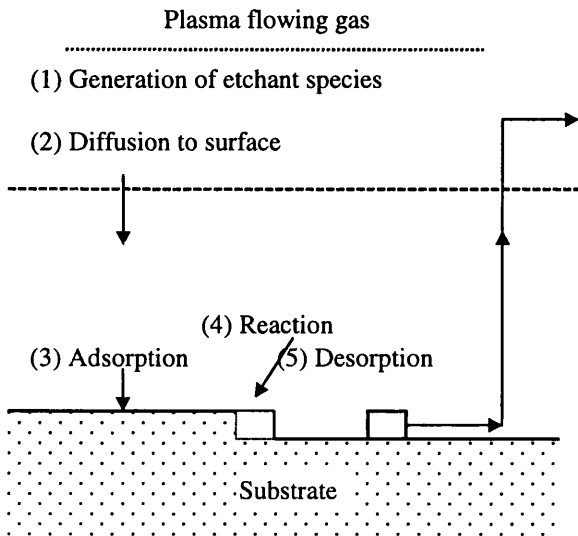 Plasma flowing gas
(1) Generation of etchant species
(2) Diffusion to surface
(4) Reaction
(3) Adsorption
(5) Desorption
Substrate